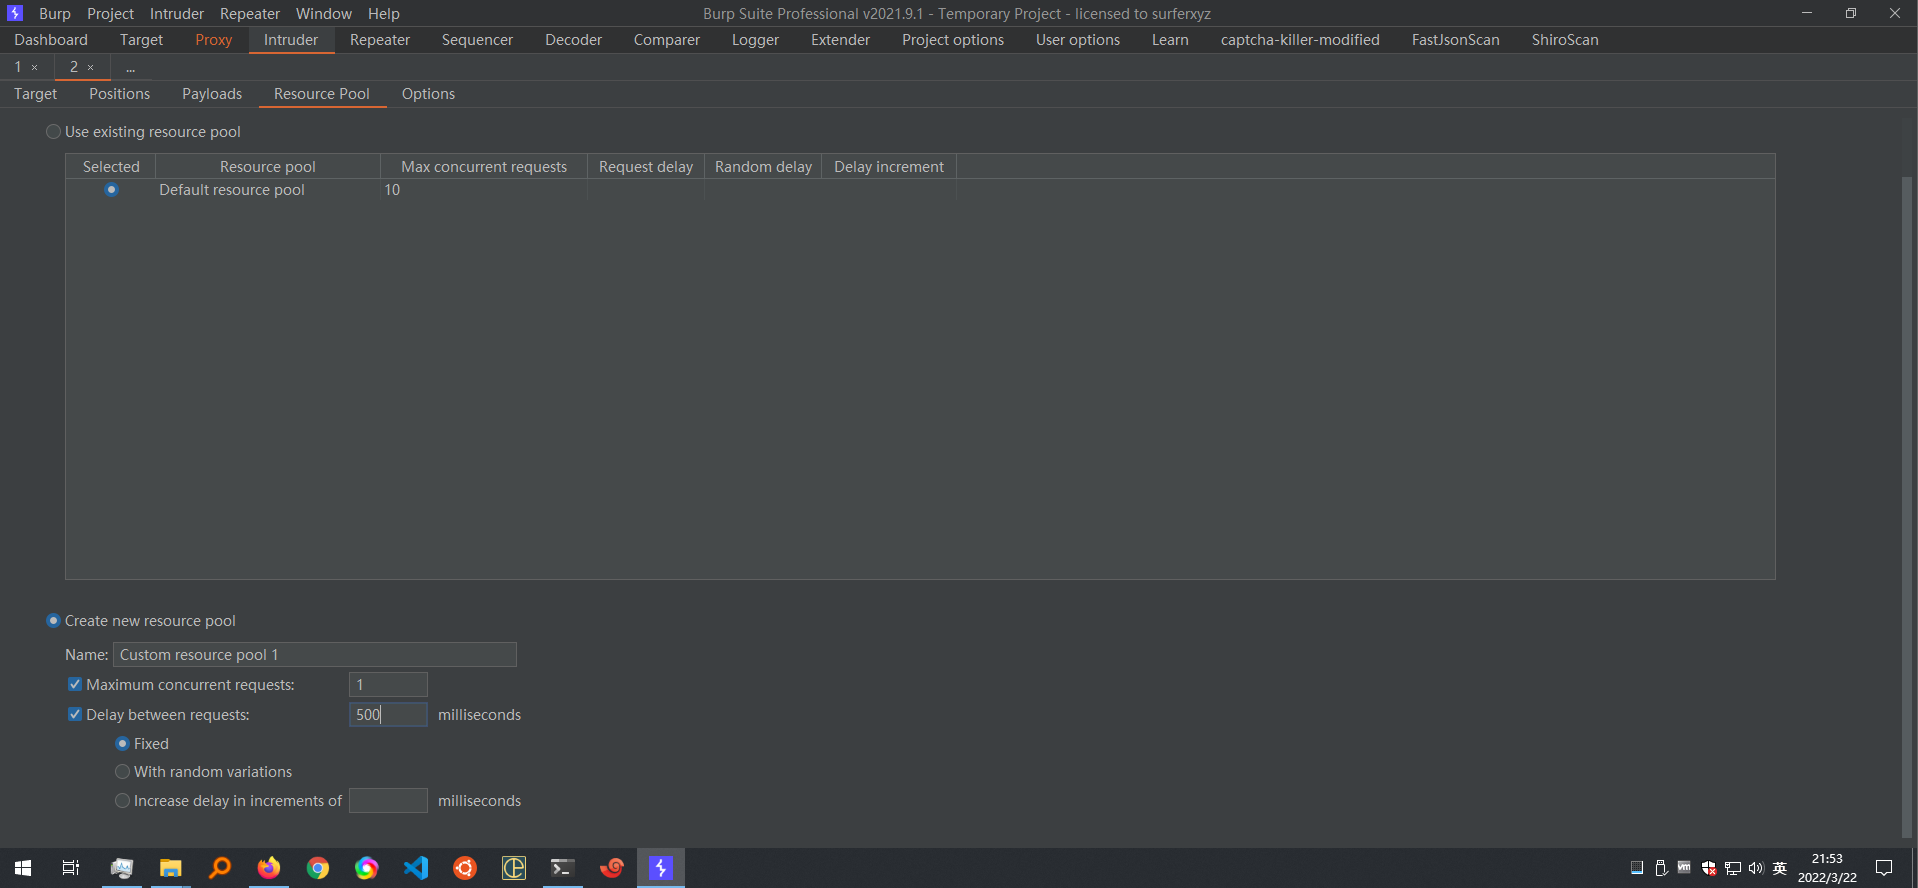 Burp Project Intruder Repeater Window Help
Burp Suite Professional v2021.9.1 - Temporary Project - licensed to surferxyz
Dashboard Target Proxy Intruder Repeater Sequencer Decoder Comparer Logger Extender Project options User options Learn captcha-killer-modified FastJsonScan ShiroScan
1 × 2 × ...
Target Positions Payloads Resource Pool Options
Use existing resource pool
Selected Resource pool Max concurrent requests Request delay Random delay Delay increment
Default resource pool 10
Create new resource pool
Name: Custom resource pool 1
Maximum concurrent requests: 1
Delay between requests: 500 milliseconds
Fixed
With random variations
Increase delay in increments of milliseconds
vm 英 21:53
2022/3/22